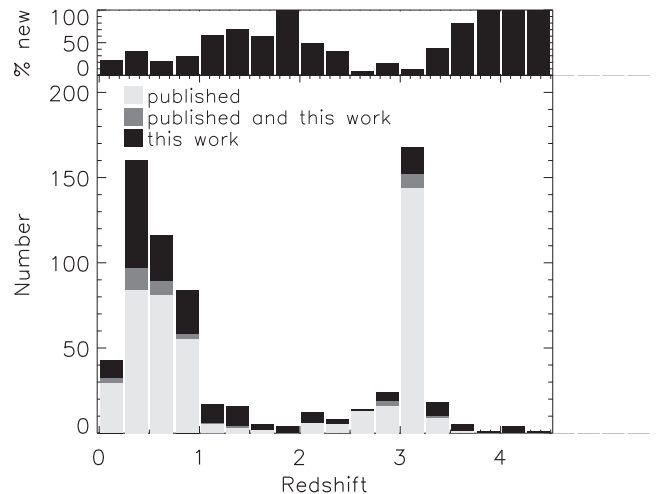 % new
100
50
0
200
150
100
50
0
Number
published
published and this work
this work
0 1 2 3 4
Redshift